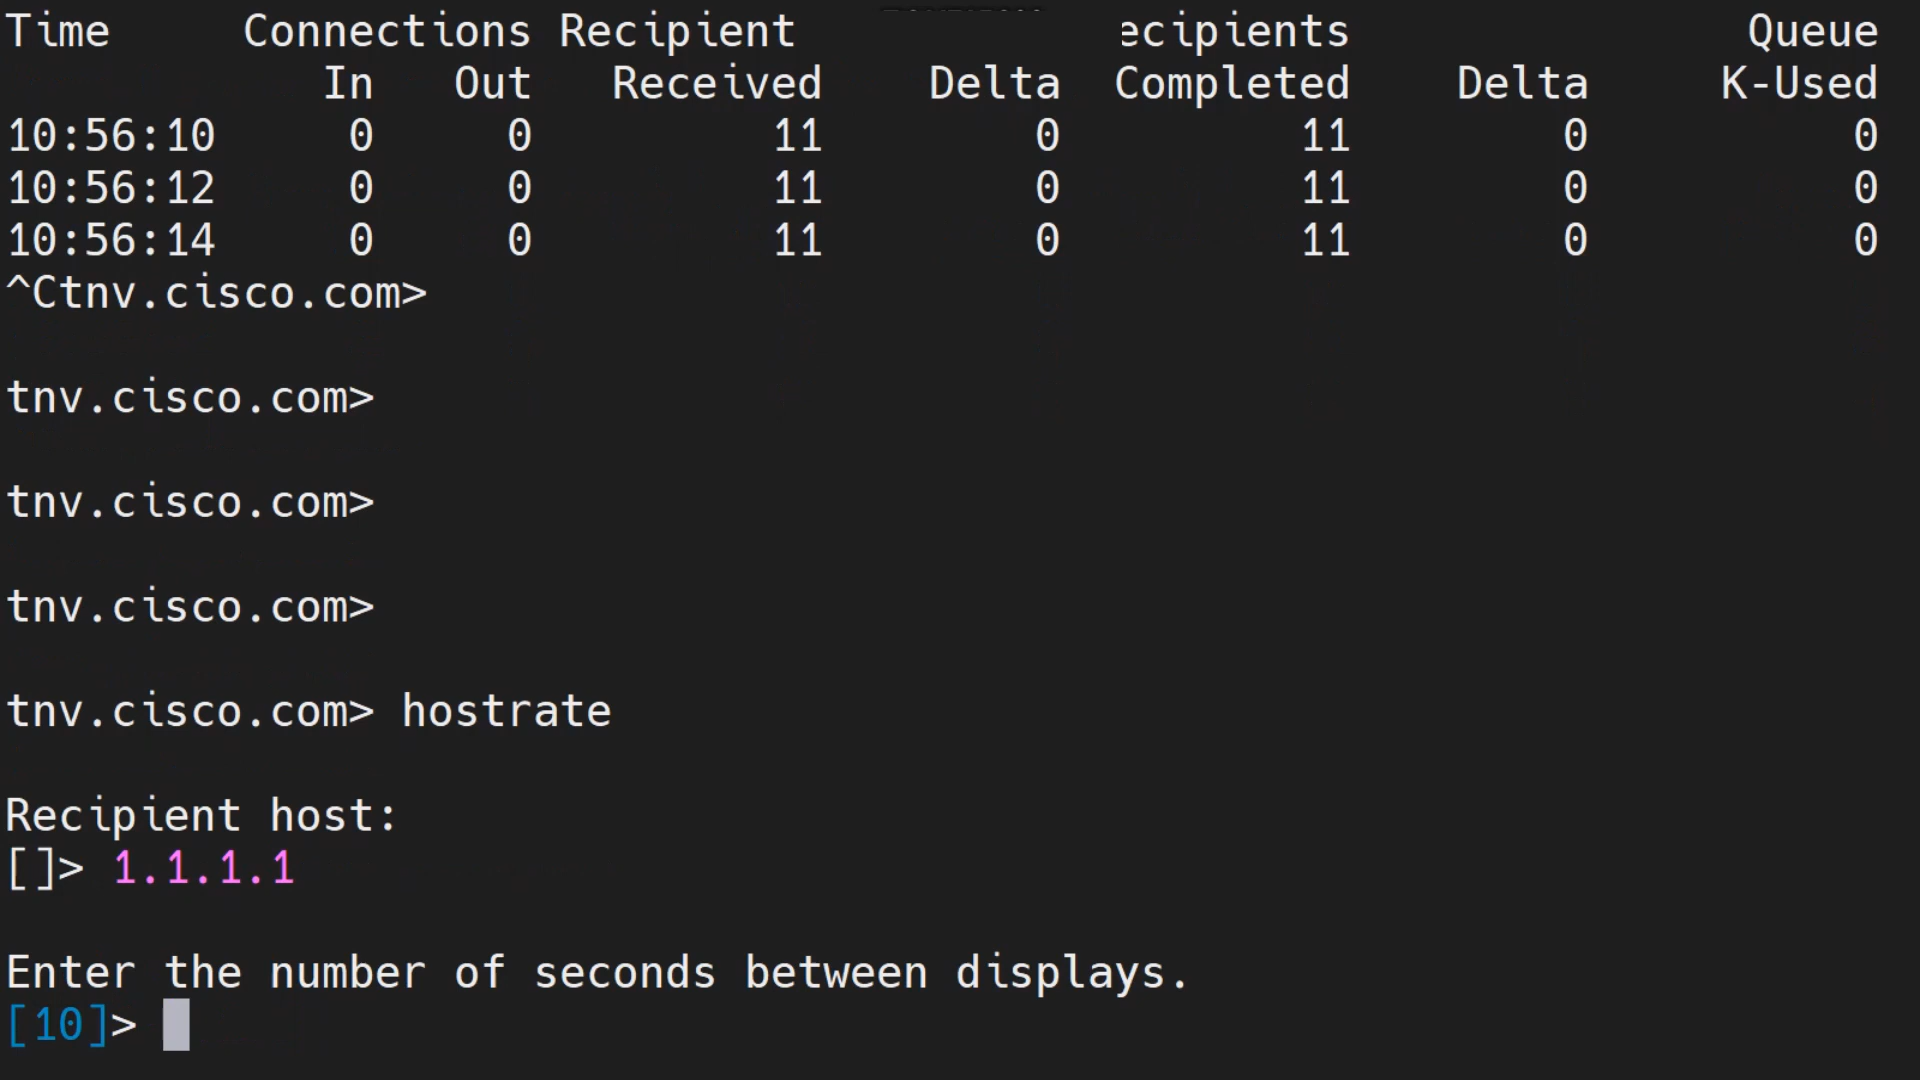 Time Connections Recipient ecipients Queue
In Out Received Delta Completed Delta K-Used
10:56:10 0 0 11 0 11 0 0
10:56:12 0 0 11 0 11 0 0
10:56:14 0 0 11 0 11 0 0
^Ctnv.cisco.com>
tnv.cisco.com>
tnv.cisco.com>
tnv.cisco.com>
tnv.cisco.com> hostrate
Recipient host:
[]> 1.1.1.1
Enter the number of seconds between displays.
[10]>